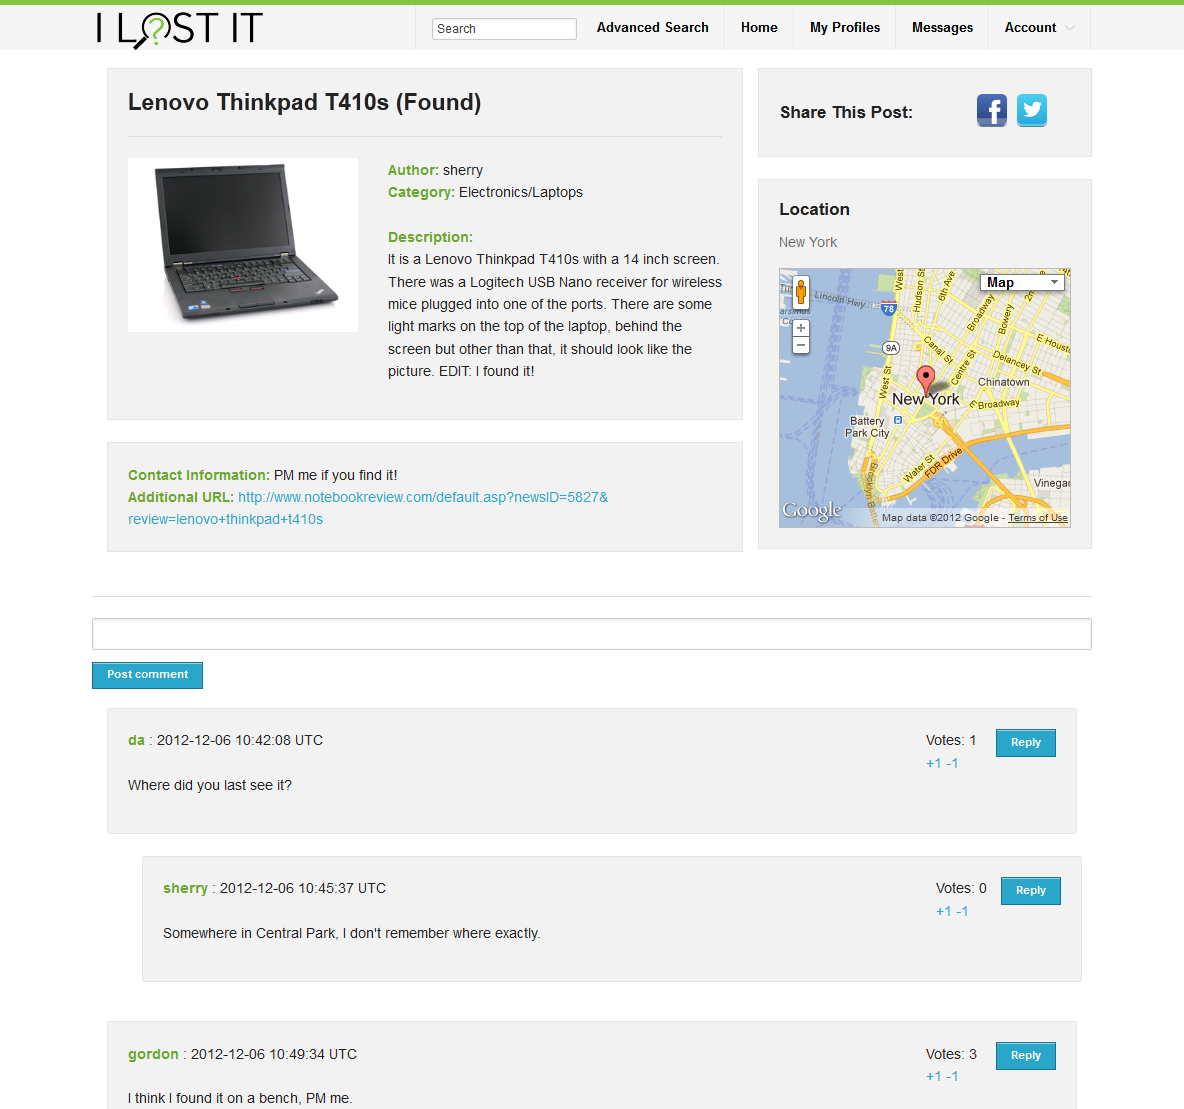 I LOST IT
Search
Advanced Search
Home
My Profiles
Messages
Account
Lenovo Thinkpad T410s (Found)
Author: sherry
Category: Electronics/Laptops
Description:
It is a Lenovo Thinkpad T410s with a 14 inch screen.
There was a Logitech USB Nano receiver for wireless
mice plugged into one of the ports. There are some
light marks on the top of the laptop, behind the
screen but other than that, it should look like the
picture. EDIT: I found it!
Contact Information: PM me if you find it!
Additional URL: http://www.notebookreview.com/default.asp?newsID=5827&
review=lenovo+thinkpad+t410s
Share This Post:
Location
New York
Map
Lincoln Hwy
78
9A
West
Hudson St
6th Ave
Broadway
Bowery
E Houst
Canal St
Centre St
Delancey St
West St
Chinatown
New York
E Broadway
Battery
Park City
Water St
FDR Drive
Brooklyn Batter
Vinegar
Google
Map data ©2012 Google - Terms of Use
Post comment
da : 2012-12-06 10:42:08 UTC
Votes: 1
Reply
+1 -1
Where did you last see it?
sherry : 2012-12-06 10:45:37 UTC
Votes: 0
Reply
+1 -1
Somewhere in Central Park, I don't remember where exactly.
gordon : 2012-12-06 10:49:34 UTC
Votes: 3
Reply
+1 -1
I think I found it on a bench, PM me.